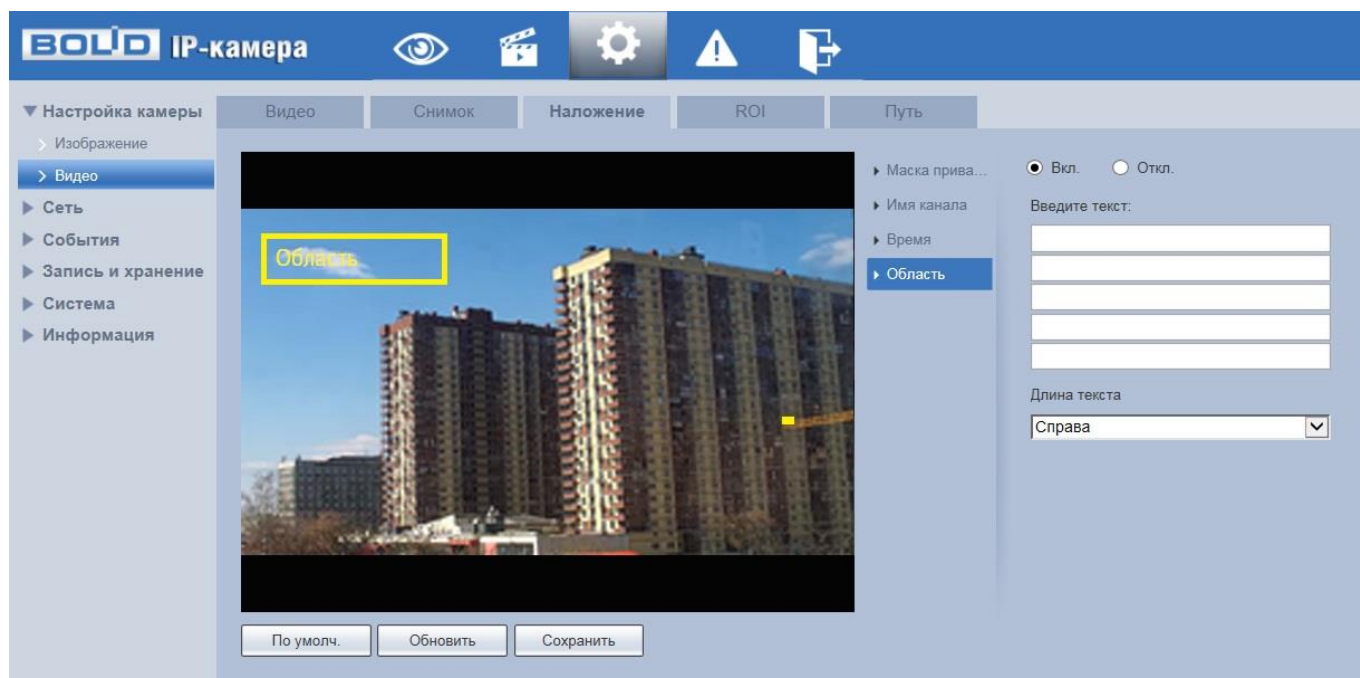 BOLID IP-камера
Настройка камеры
Изображение
Видео
Сеть
События
Запись и хранение
Система
Информация
Видео
Снимок
Наложение
ROI
Путь
Область
Маска прива...
Имя канала
Время
Область
Вкл.
Откл.
Введите текст:
Длина текста
Справа
По умолч.
Обновить
Сохранить